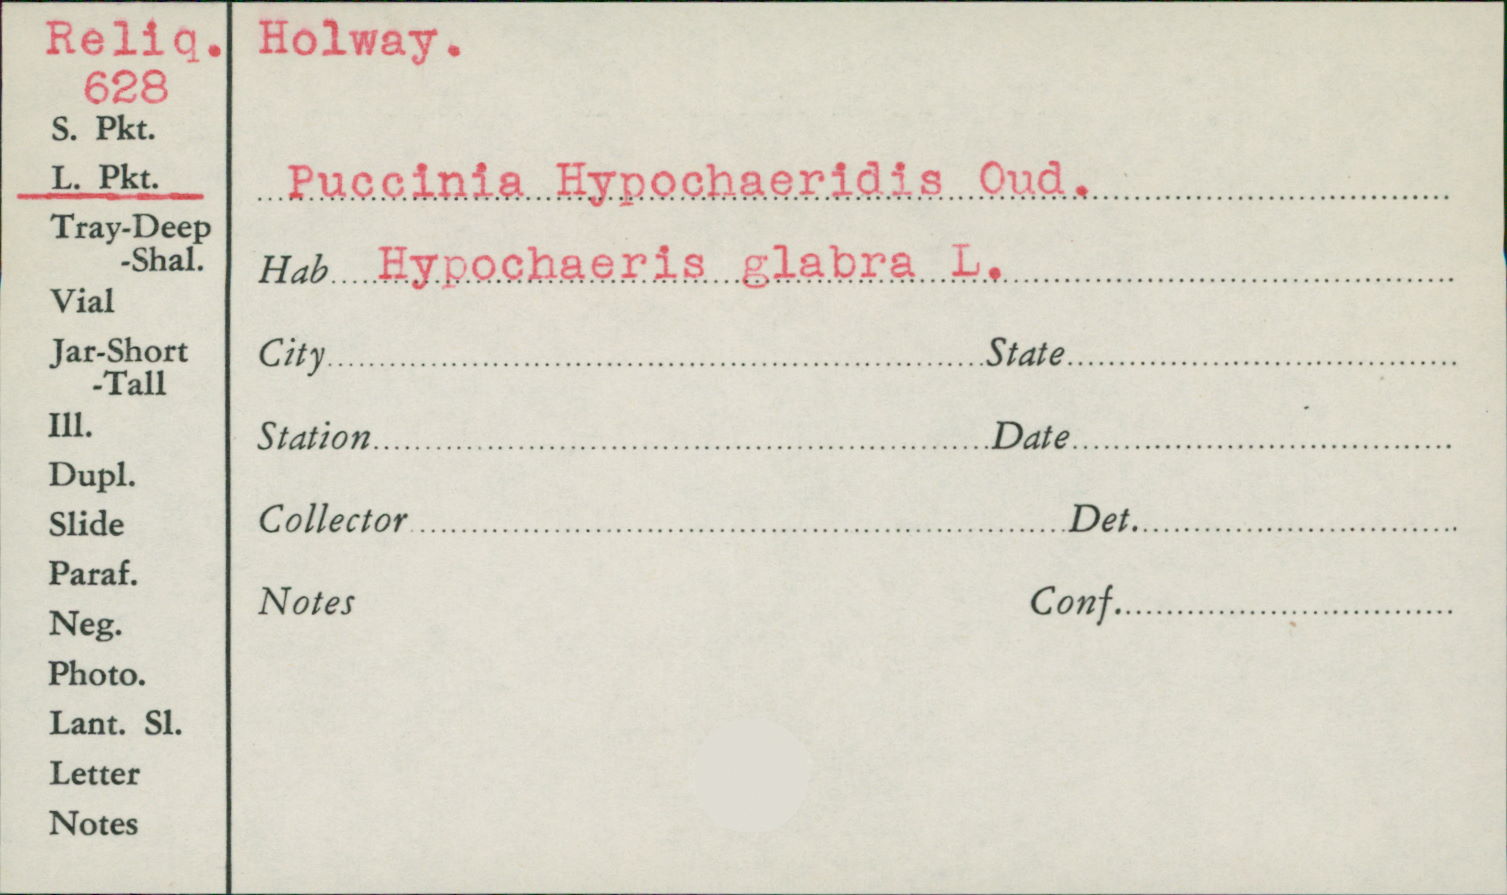 Reliq. Holway.
628
S. Pkt.
L. Pkt.
Puccinia Hypochaeridis Oud.
Tray-Deep
-Shal.
Hab Hypochaeris glabra L.
Vial
Jar-Short
-Tall
City State
Ill.
Station Date
Dupl.
Slide
Collector Det.
Paraf.
Neg.
Notes Conf.
Photo.
Lant. Sl.
Letter
Notes